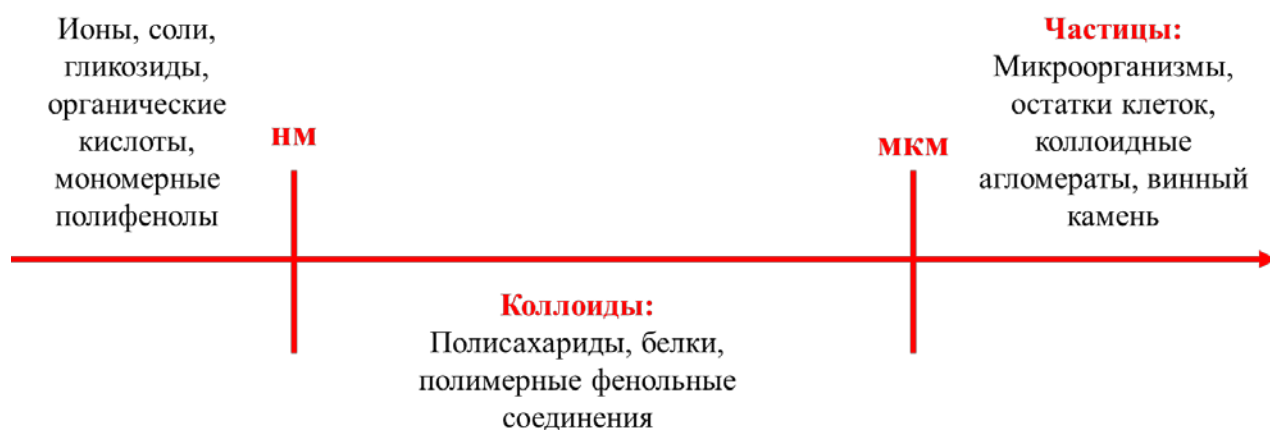 Ионы, соли,
гликозиды,
органические
кислоты,
мономерные
полифенолы
нм
мкм
Частицы:
Микроорганизмы,
остатки клеток,
коллоидные
агломераты, винный
камень
Коллоиды:
Полисахариды, белки,
полимерные фенольные
соединения